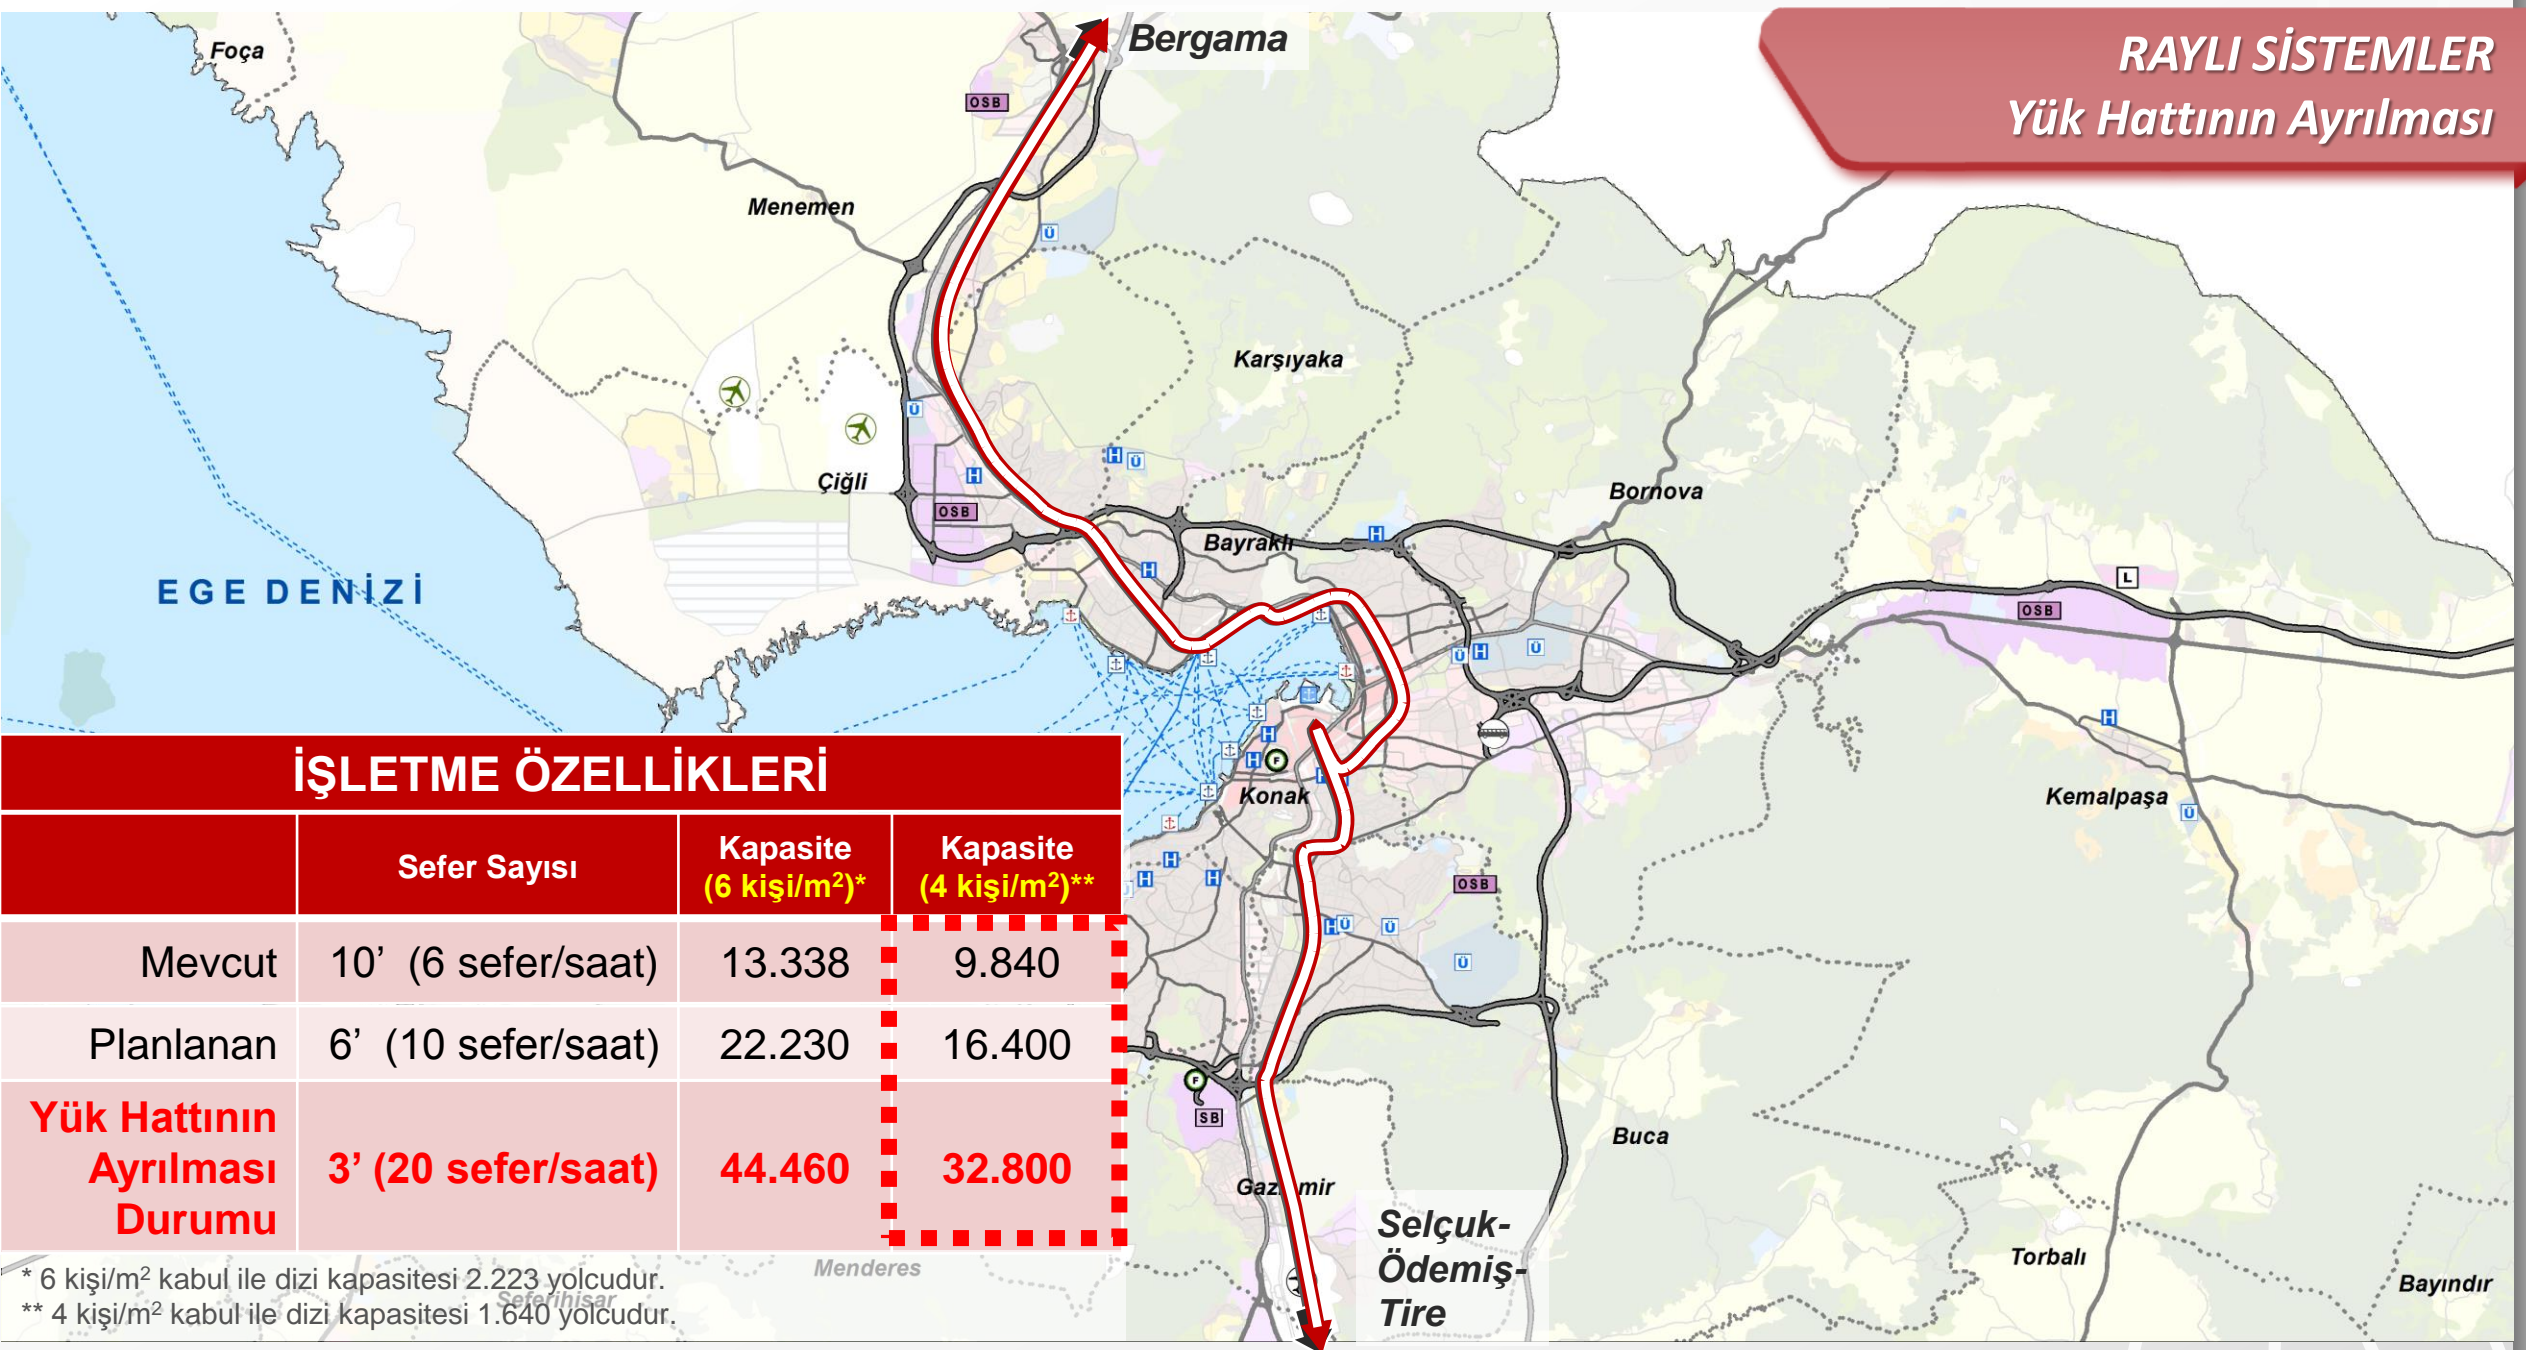 RAYLI SİSTEMLER
Yük Hattının Ayrılması
Bergama
Foça
OSB
Menemen
Ü
Karşıyaka
Ü
Çiğli
H
H Ü
OSB
Bornova
H
Bayraklı
H
EGE DENİZİ
L
OSB
Ü H
Ü
H
H
H
F
H
Konak
Kemalpaşa
Ü
H
H
H
OSB
H Ü
Ü
Ü
F
SB
Buca
Gaziemir
Selçuk-
Ödemiş-
Tire
Torbalı
Bayındır
Menderes
Seferihisar
İŞLETME ÖZELLİKLERİ
Sefer Sayısı
Kapasite
(6 kişi/m²)*
Kapasite
(4 kişi/m²)**
Mevcut 10’ (6 sefer/saat) 13.338 9.840
Planlanan 6’ (10 sefer/saat) 22.230 16.400
Yük Hattının
Ayrılması
Durumu
3’ (20 sefer/saat) 44.460 32.800
* 6 kişi/m² kabul ile dizi kapasitesi 2.223 yolcudur.
** 4 kişi/m² kabul ile dizi kapasitesi 1.640 yolcudur.